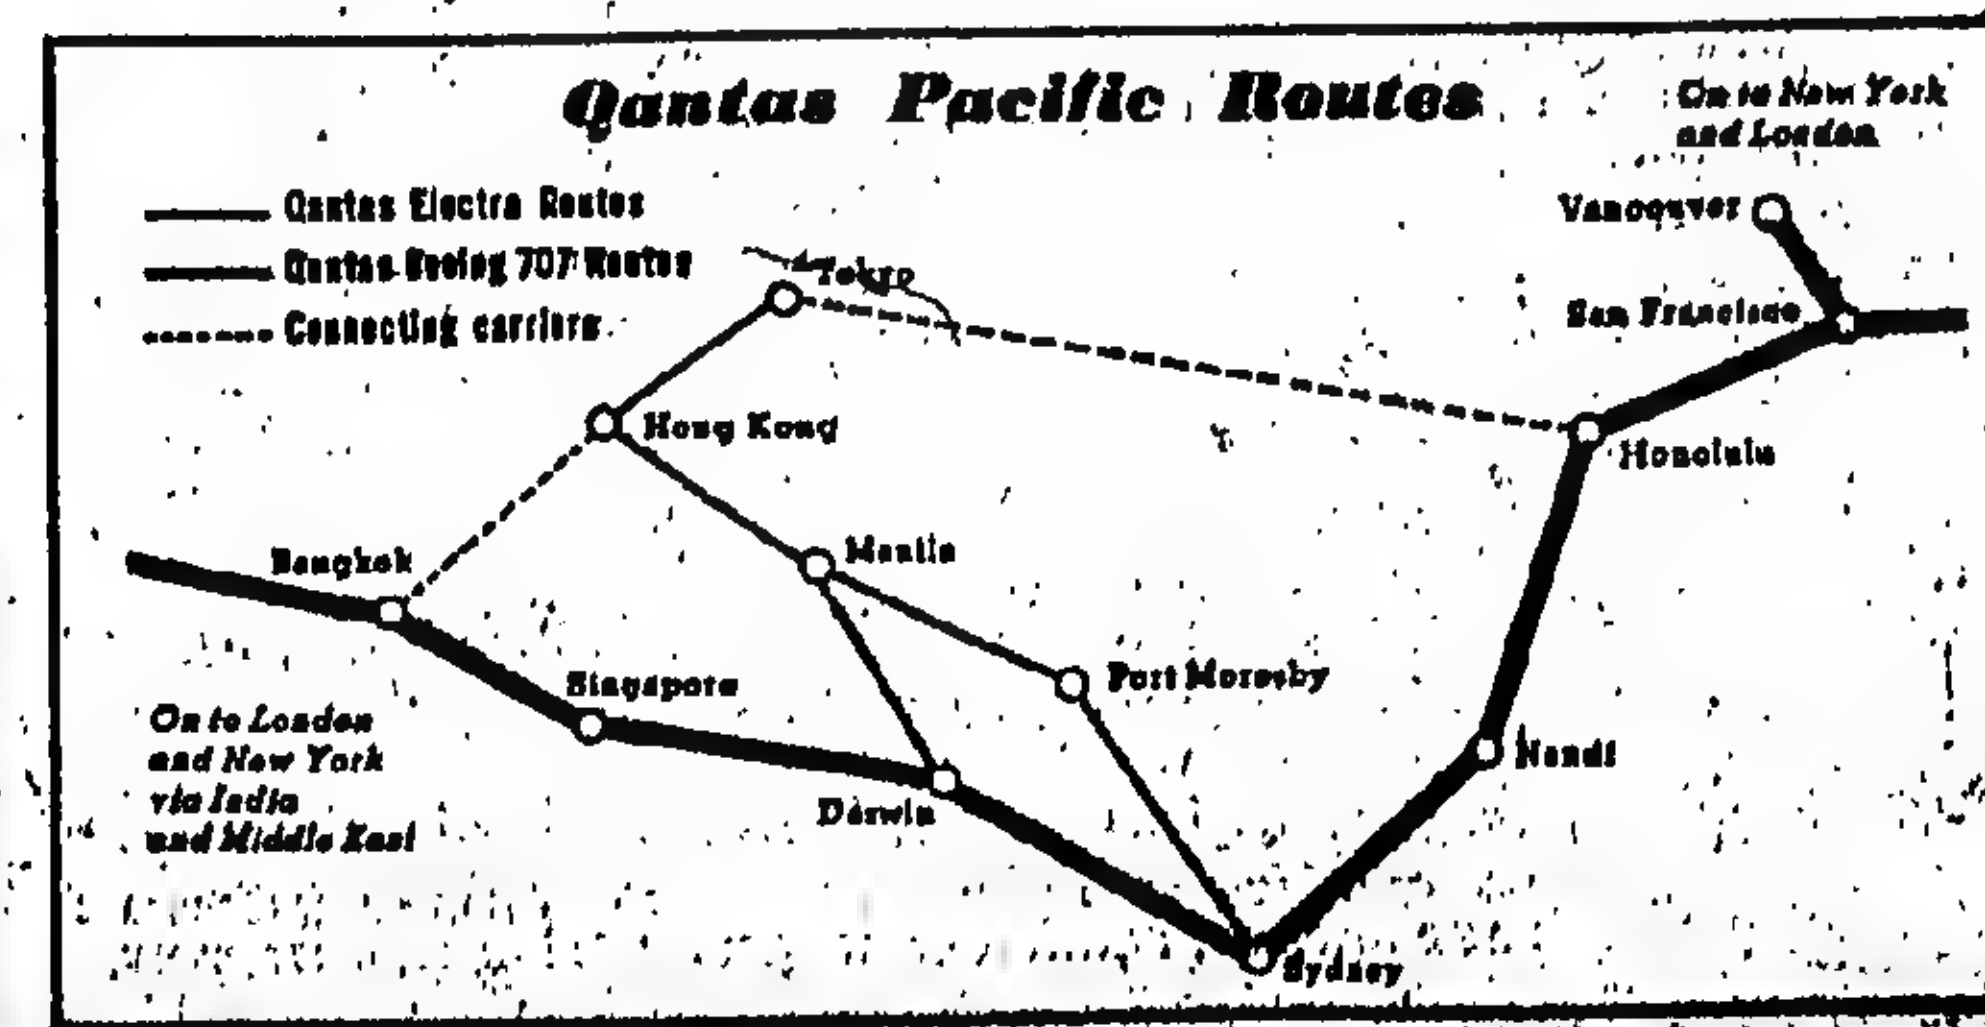 Qantas Pacific Routes
On to New York
and London
Qantas Electra Routes
Qantas Boeing 707 Routes
Connecting carriers
Vancouver
Tokyo
San Francisco
Hong Kong
Honolulu
Bangkok
Manila
Singapore
Port Moresby
On to London
and New York
via India
and Middle East
Nandi
Darwin
Sydney